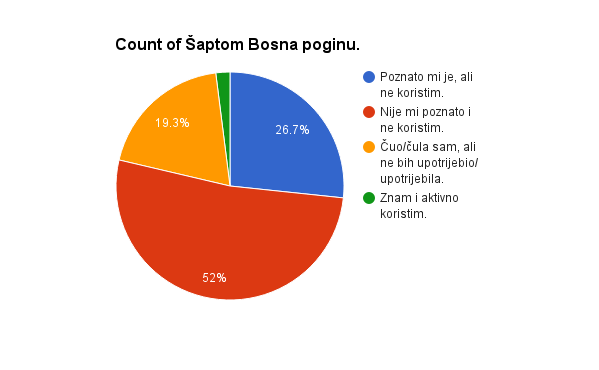 Count of Šaptom Bosna poginu.
Poznato mi je, ali
ne koristim.
Nije mi poznato i
ne koristim.
Čuo/čula sam, ali
ne bih upotrijebio/
upotrijebila.
Znam i aktivno
koristim.
26.7%
19.3%
52%